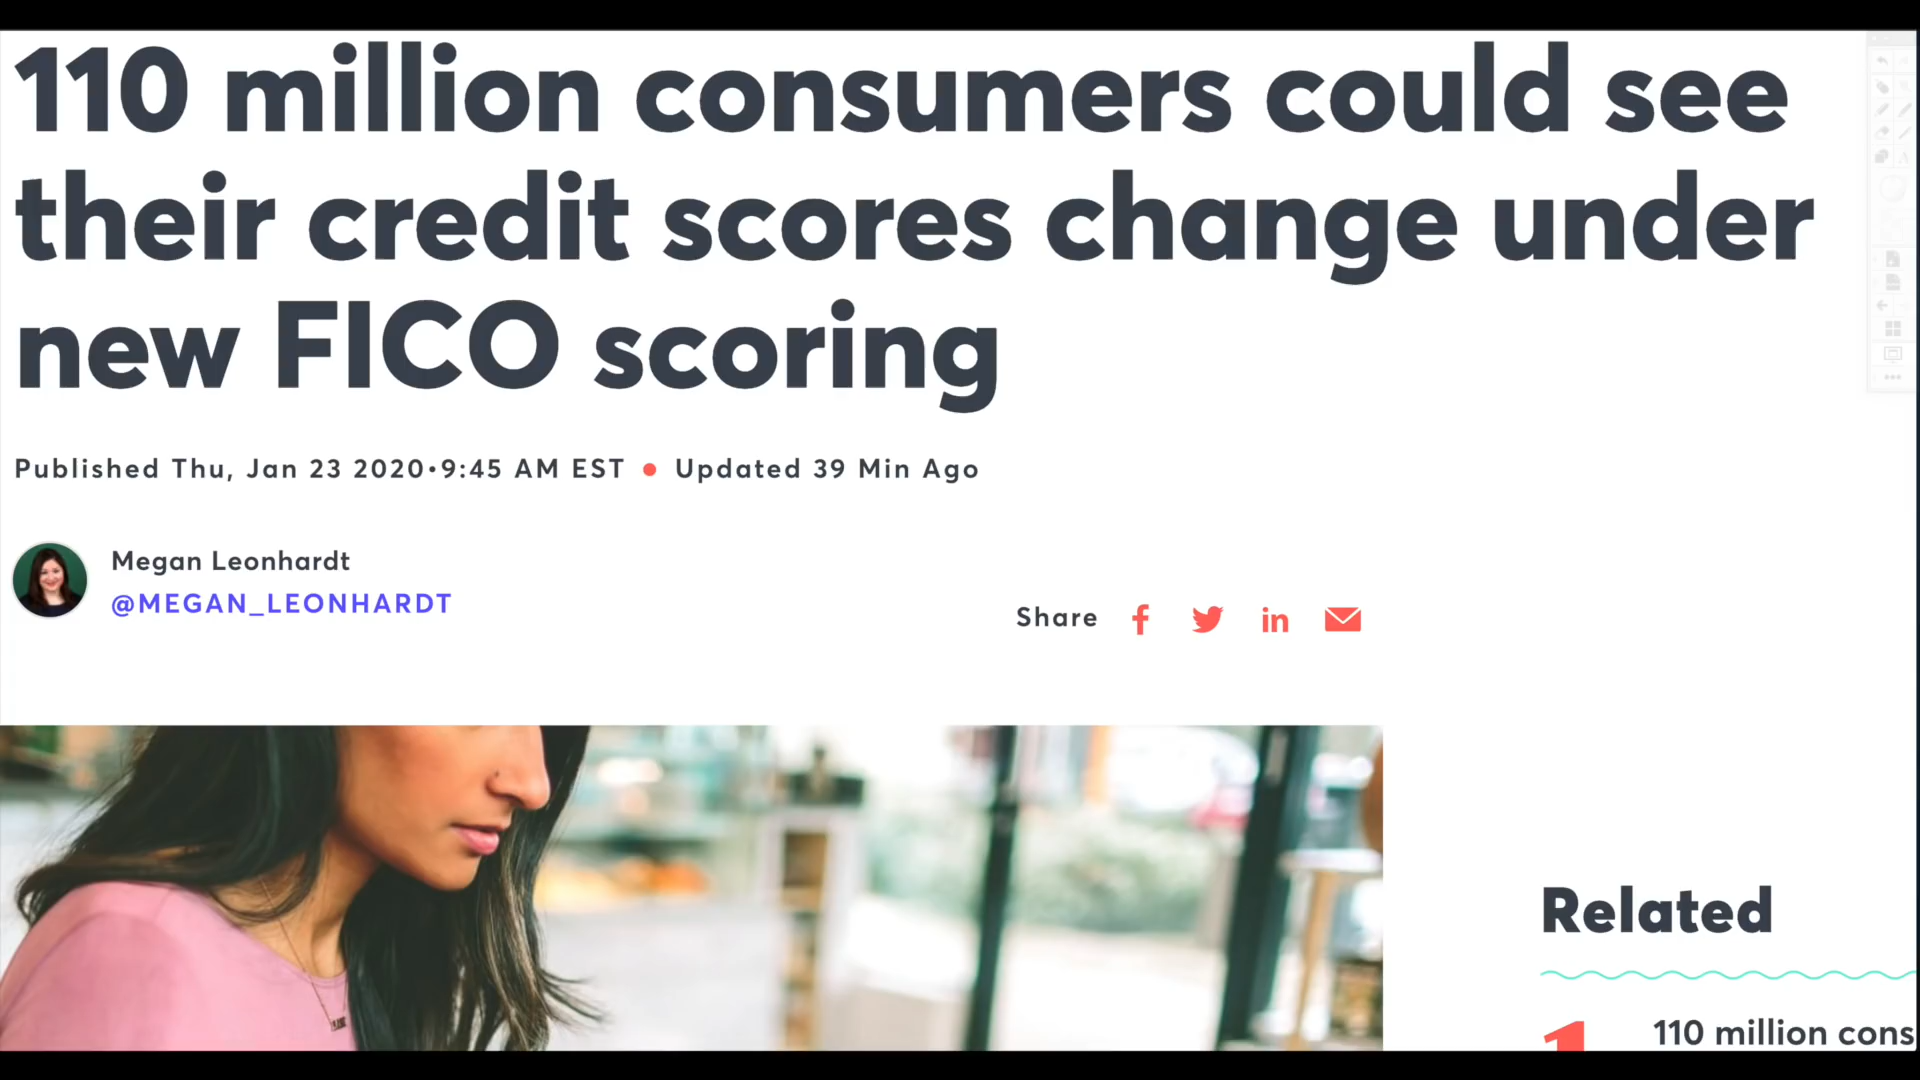 110 million consumers could see
their credit scores change under
new FICO scoring
Published Thu, Jan 23 2020•9:45 AM EST • Updated 39 Min Ago
Megan Leonhardt
@MEGAN_LEONHARDT
Share
Related
1 110 million cons